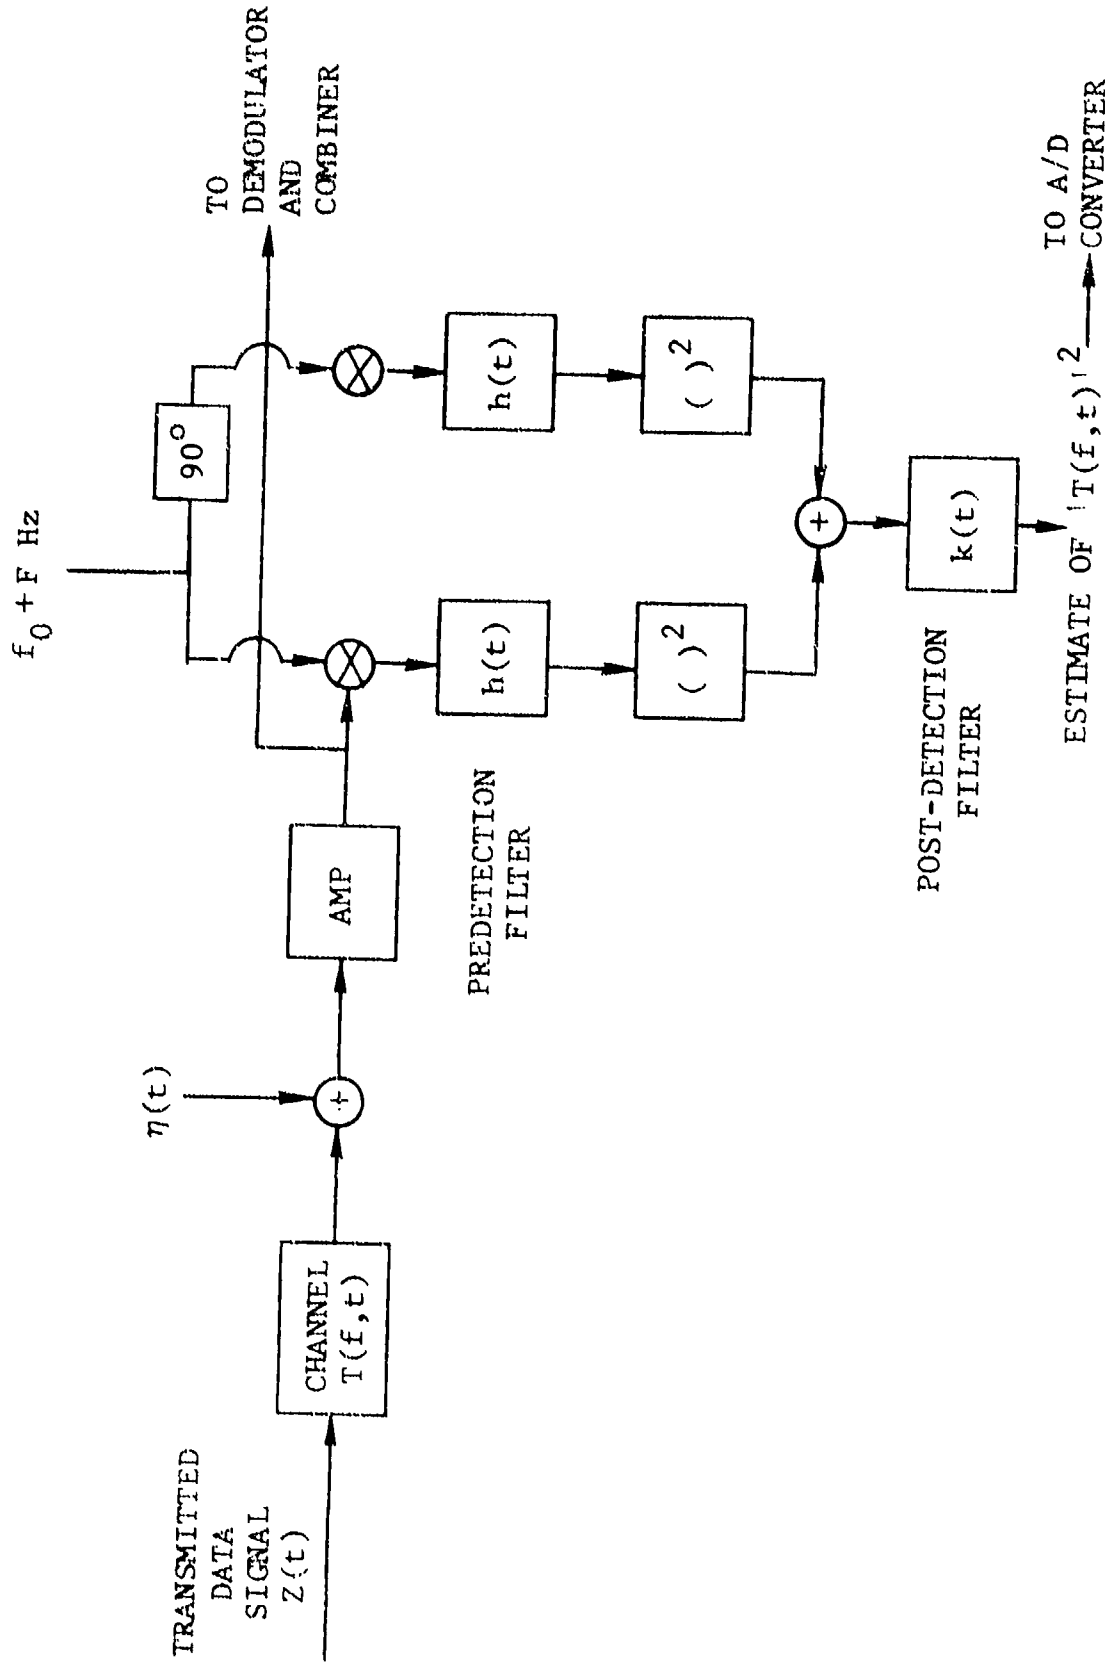 f0 + F Hz
90°
TO
DEMODULATOR
AND
COMBINER
η(t)
TRANSMITTED
DATA
SIGNAL
Z(t)
CHANNEL
T(f,t)
+
AMP
PREDETECTION
FILTER
h(t)
h(t)
( )2
( )2
+
POST-DETECTION
FILTER
k(t)
ESTIMATE OF |T(f,t)|2
TO A/D
CONVERTER